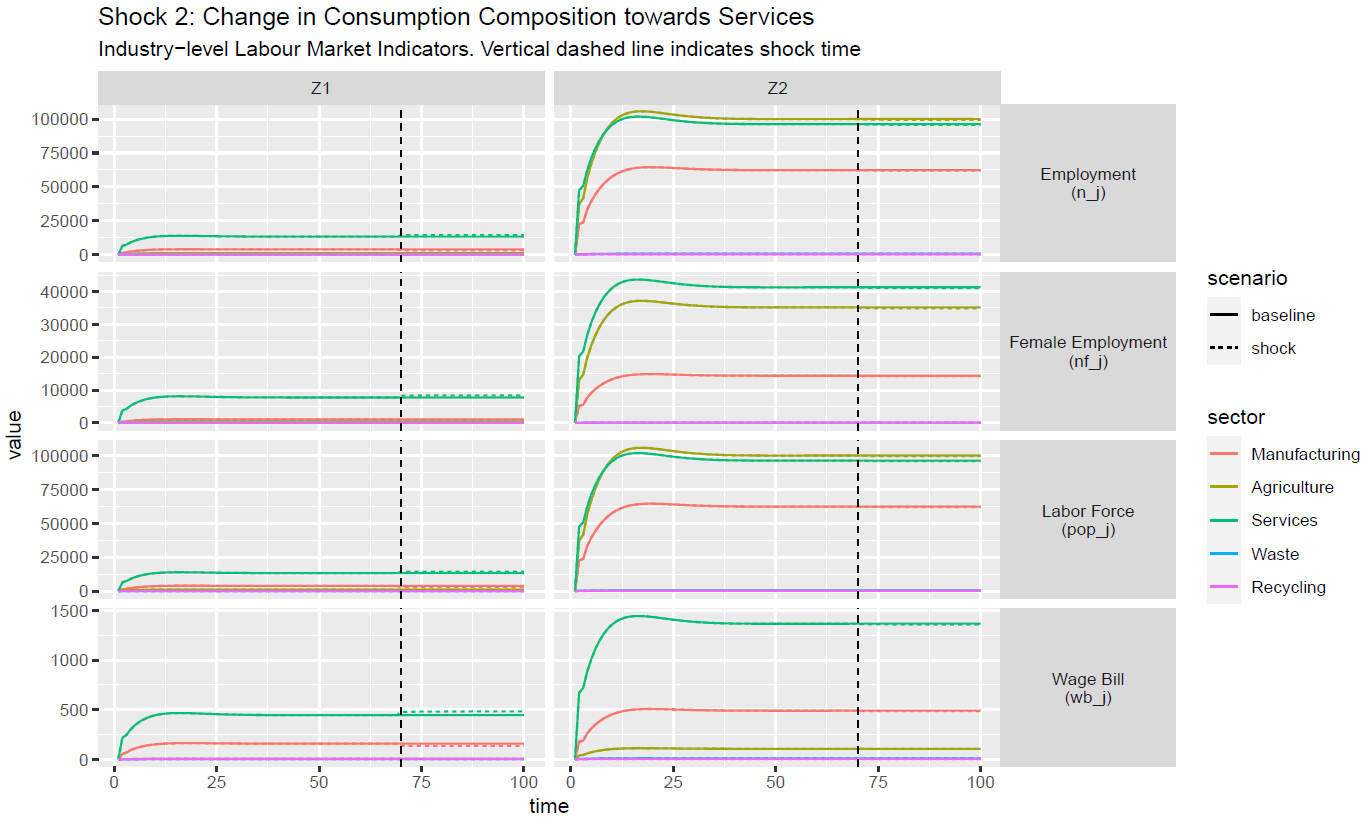 Shock 2: Change in Consumption Composition towards Services
Industry−level Labour Market Indicators. Vertical dashed line indicates shock time
Z1
Z2
value
100000
75000
50000
25000
0
Employment
(n_j)
40000
30000
20000
10000
0
Female Employment
(nf_j)
100000
75000
50000
25000
0
Labor Force
(pop_j)
1500
1000
500
0
Wage Bill
(wb_j)
0 25 50 75 100
0 25 50 75 100
time
scenario
baseline
shock
sector
Manufacturing
Agriculture
Services
Waste
Recycling